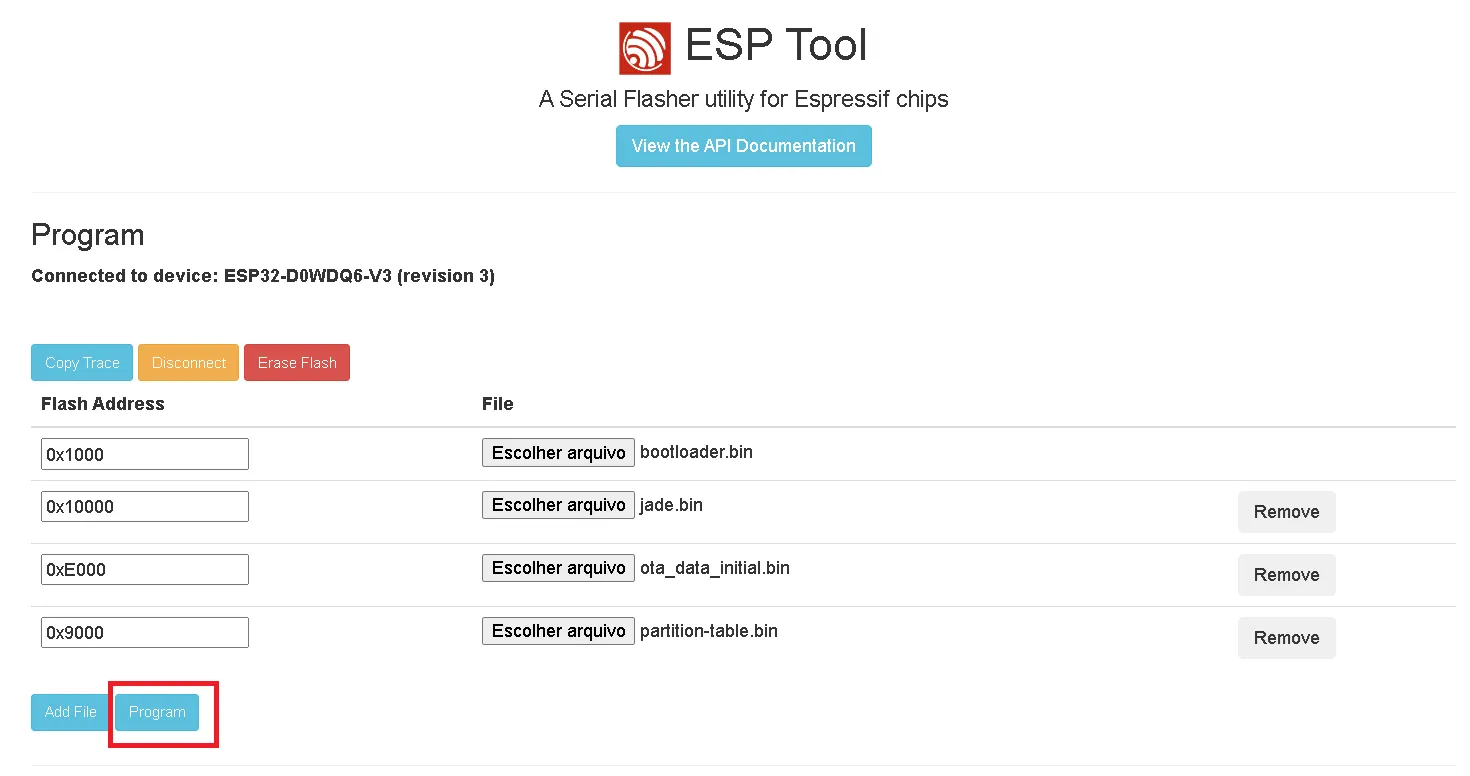 ESP Tool
A Serial Flasher utility for Espressif chips
View the API Documentation
Program
Connected to device: ESP32-D0WDQ6-V3 (revision 3)
Copy Trace Disconnect Erase Flash
Flash Address File
0x1000 Escolher arquivo bootloader.bin
0x10000 Escolher arquivo jade.bin Remove
0xE000 Escolher arquivo ota_data_initial.bin Remove
0x9000 Escolher arquivo partition-table.bin Remove
Add File Program